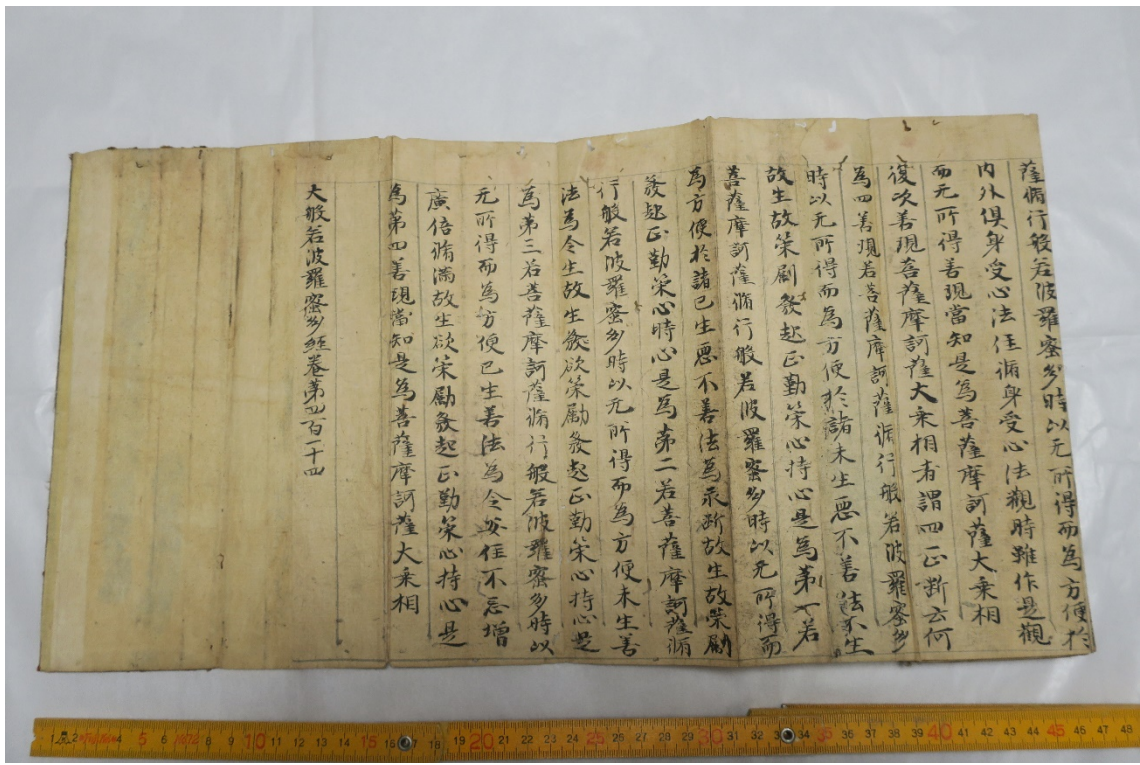 薩脩行般若波羅蜜多時以无所得而為方便於
内外俱身受心法住脩身受心法觀時雖作是觀
而无所得善現當知是為菩薩摩訶薩大乘相
復次善現菩薩摩訶薩大乘相者謂四正断云何
為四善現若菩薩摩訶薩脩行般若波羅蜜多
時以无所得而為方便於諸未生悪不善法不生
故生故策勵發起正勤策心持心是為第一若
菩薩摩訶薩脩行般若波羅蜜多時以无所得而
為方便於諸已生悪不善法為永断故生故策勵
發起正勤策心時心是為第二若菩薩摩訶薩脩
行般若波羅蜜多時以无所得而為方便未生善
法為令生故生發欲策勵發起正勤策心持心是
為第三若菩薩摩訶薩脩行般若波羅蜜多時以
无所得而為方便已生善法為令安住不忘增
廣倍脩滿故生欲策勵發起正勤策心持心是
為第四善現當知是為菩薩摩訶薩大乘相
大般若波羅蜜多經卷第四百一十四
1 2 4 5 6 8 9 10 11 12 13 14 15 16 17 18 19 20 21 22 23 24 25 26 27 28 29 30 31 32 33 34 35 36 37 38 39 40 41 42 43 44 45 46 47 48